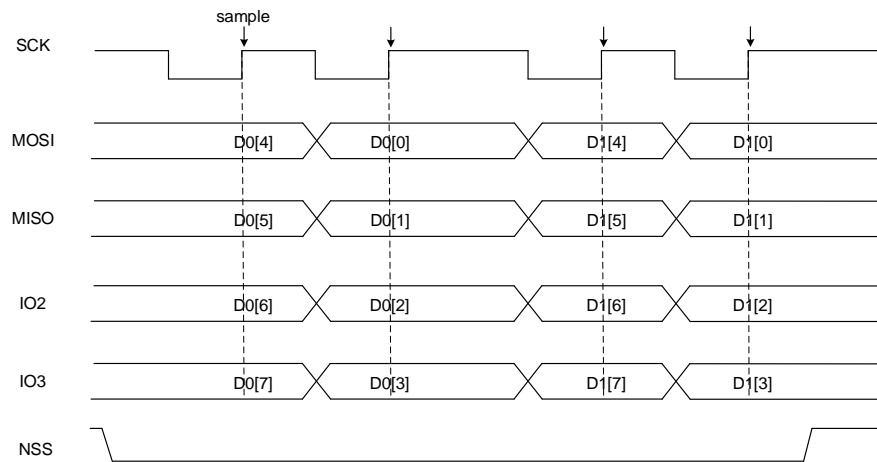 sample
SCK
MOSI D0[4] D0[0] D1[4] D1[0]
MISO D0[5] D0[1] D1[5] D1[1]
IO2 D0[6] D0[2] D1[6] D1[2]
IO3 D0[7] D0[3] D1[7] D1[3]
NSS